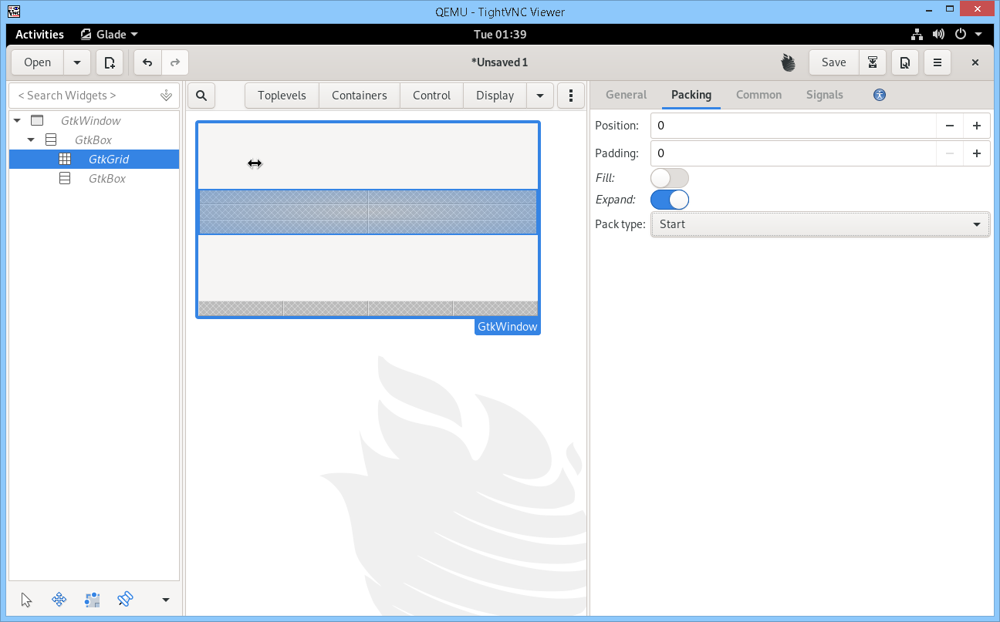 QEMU - TightVNC Viewer
Activities Glade Tue 01:39
Open *Unsaved 1 Save
< Search Widgets > Toplevels Containers Control Display General Packing Common Signals
GtkWindow
GtkBox
GtkGrid
GtkBox
GtkWindow
Position: 0
Padding: 0
Fill:
Expand:
Pack type: Start